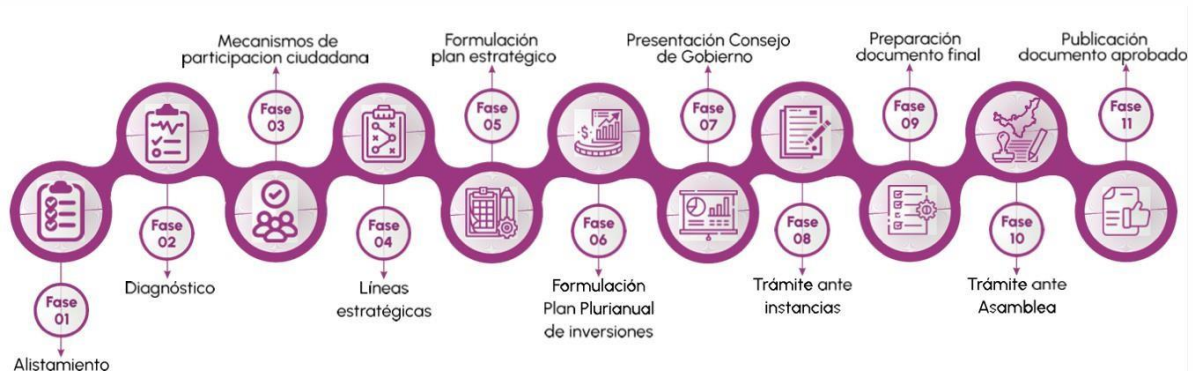 Fase
01
Alistamiento
Fase
02
Diagnóstico
Mecanismos de
participacion ciudadana
Fase
03
Fase
04
Líneas
estratégicas
Formulación
plan estratégico
Fase
05
Fase
06
Formulación
Plan Plurianual
de inversiones
Presentación Consejo
de Gobierno
Fase
07
Fase
08
Trámite ante
instancias
Preparación
documento final
Fase
09
Fase
10
Trámite ante
Asamblea
Publicación
documento aprobado
Fase
11